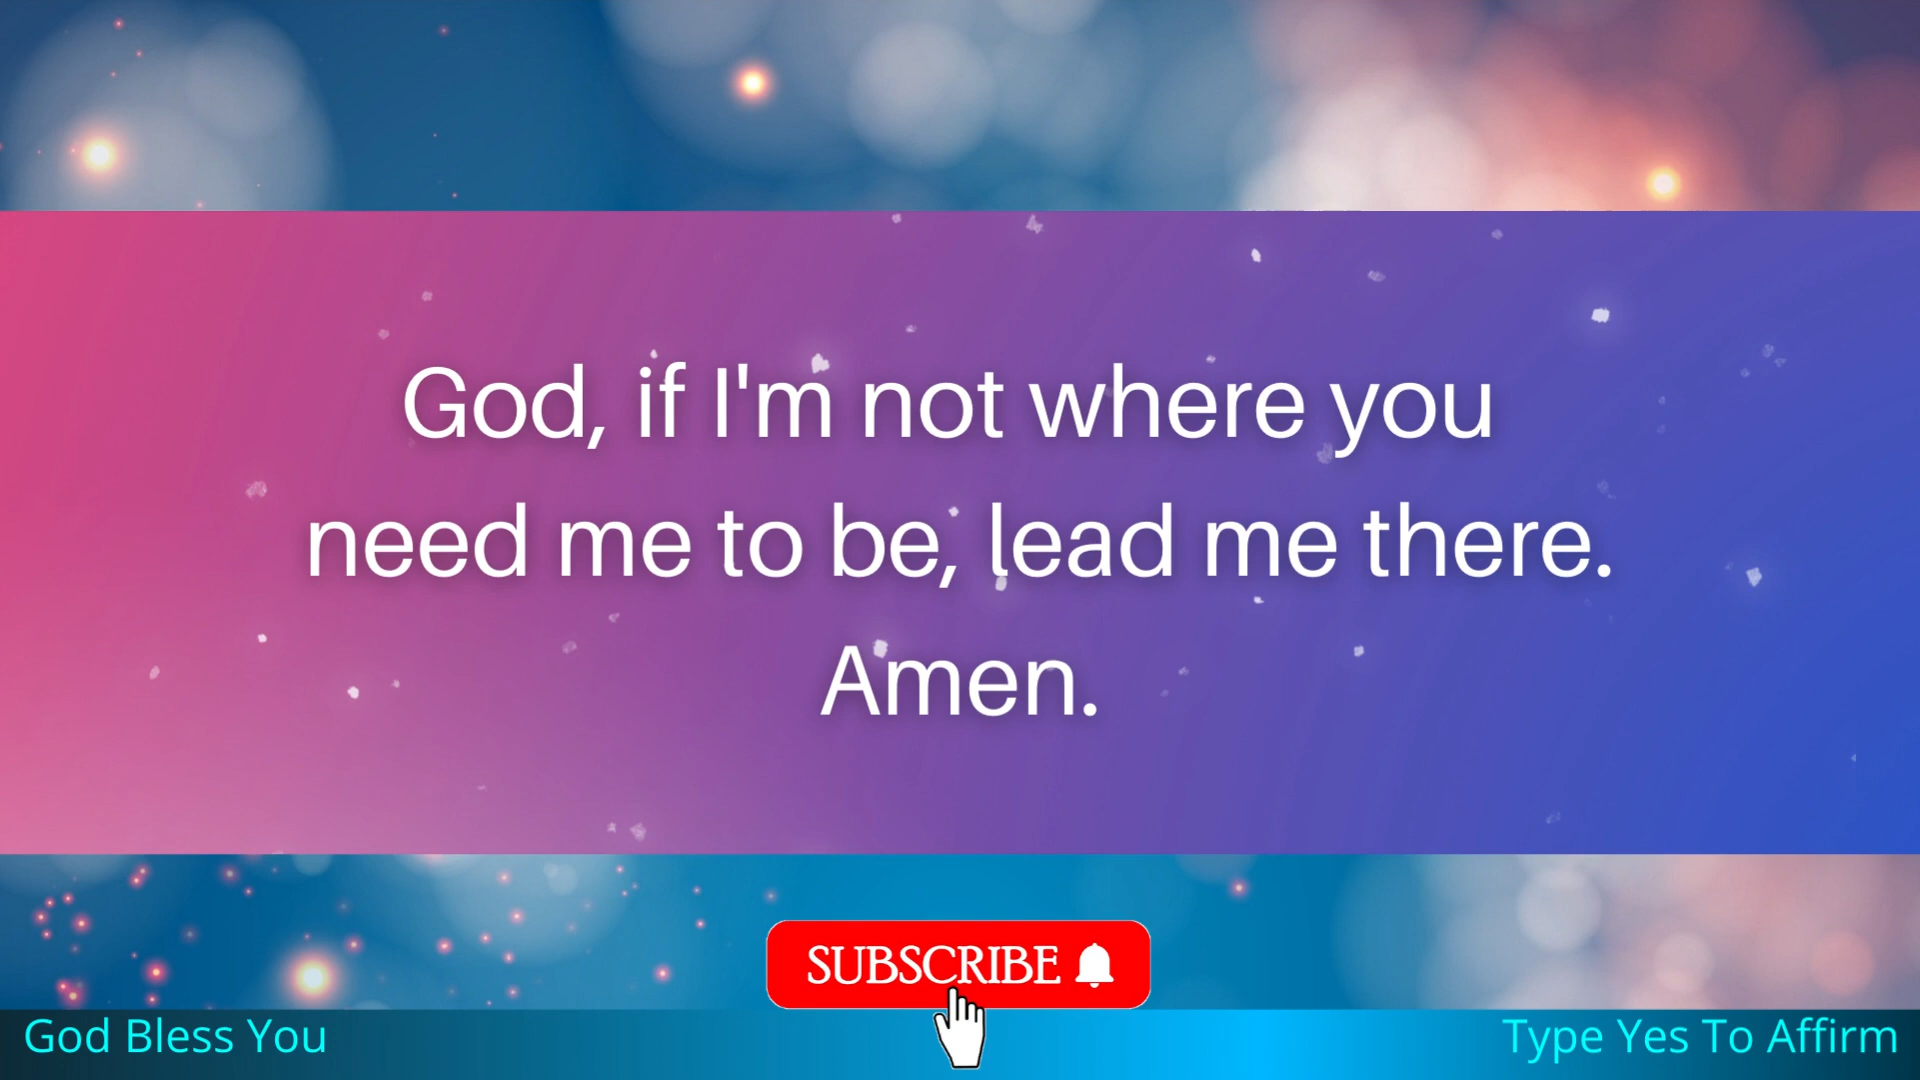 God, if I'm not where you
need me to be, lead me there.
Amen.
SUBSCRIBE
God Bless You
Type Yes To Affirm